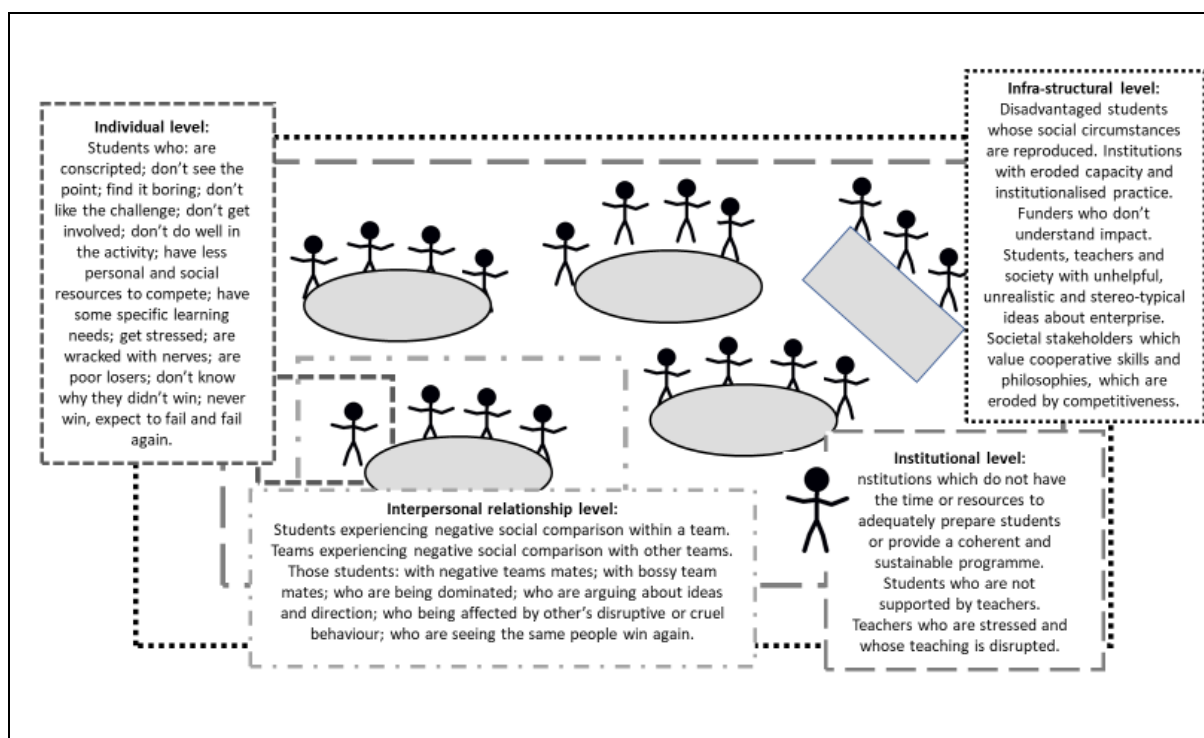 Individual level:
Students who: are
conscripted; don't see the
point; find it boring; don't
like the challenge; don't get
involved; don't do well in
the activity; have less
personal and social
resources to compete; have
some specific learning
needs; get stressed; are
wracked with nerves; are
poor losers; don't know
why they didn't win; never
win, expect to fail and fail
again.
Infra-structural level:
Disadvantaged students
whose social circumstances
are reproduced. Institutions
with eroded capacity and
institutionalised practice.
Funders who don't
understand impact.
Students, teachers and
society with unhelpful,
unrealistic and stereo-typical
ideas about enterprise.
Societal stakeholders which
value cooperative skills and
philosophies, which are
eroded by competitiveness.
Interpersonal relationship level:
Students experiencing negative social comparison within a team.
Teams experiencing negative social comparison with other teams.
Those students: with negative teams mates; with bossy team
mates; who are being dominated; who are arguing about ideas
and direction; who being affected by other's disruptive or cruel
behaviour; who are seeing the same people win again.
Institutional level:
nstitutions which do not have
the time or resources to
adequately prepare students
or provide a coherent and
sustainable programme.
Students who are not
supported by teachers.
Teachers who are stressed and
whose teaching is disrupted.